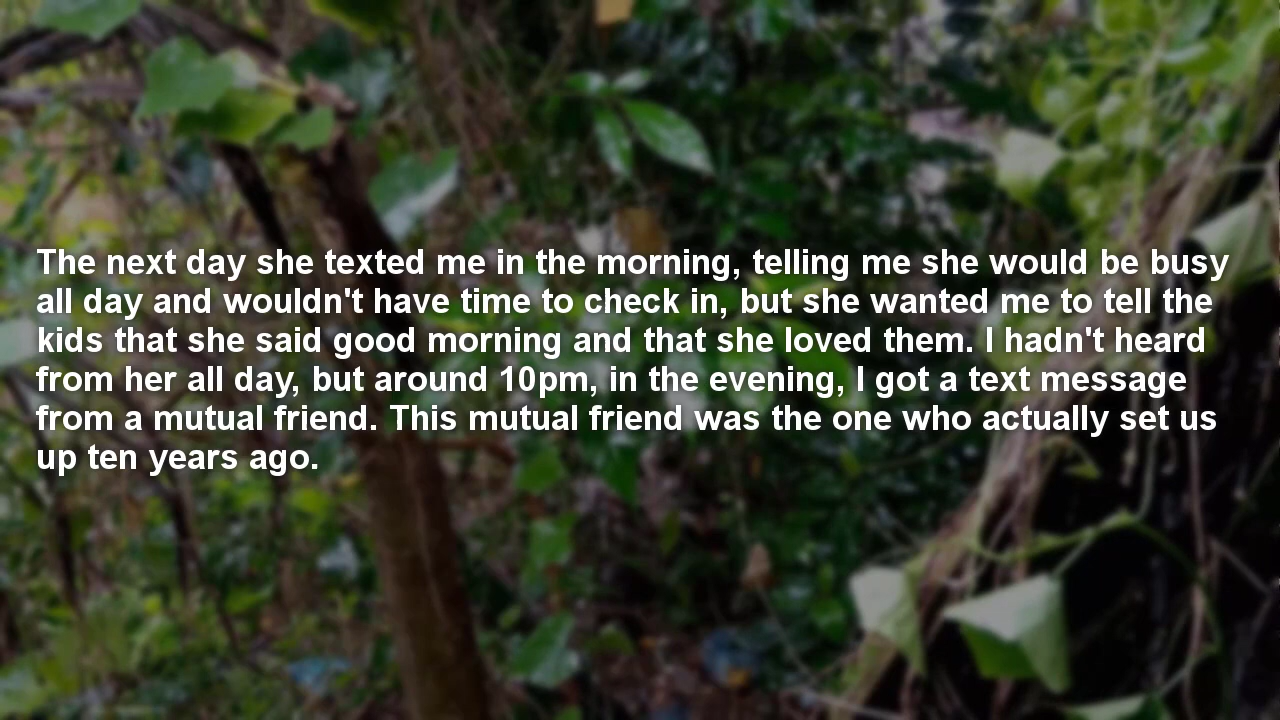 The next day she texted me in the morning, telling me she would be busy
all day and wouldn't have time to check in, but she wanted me to tell the
kids that she said good morning and that she loved them. I hadn't heard
from her all day, but around 10pm, in the evening, I got a text message
from a mutual friend. This mutual friend was the one who actually set us
up ten years ago.